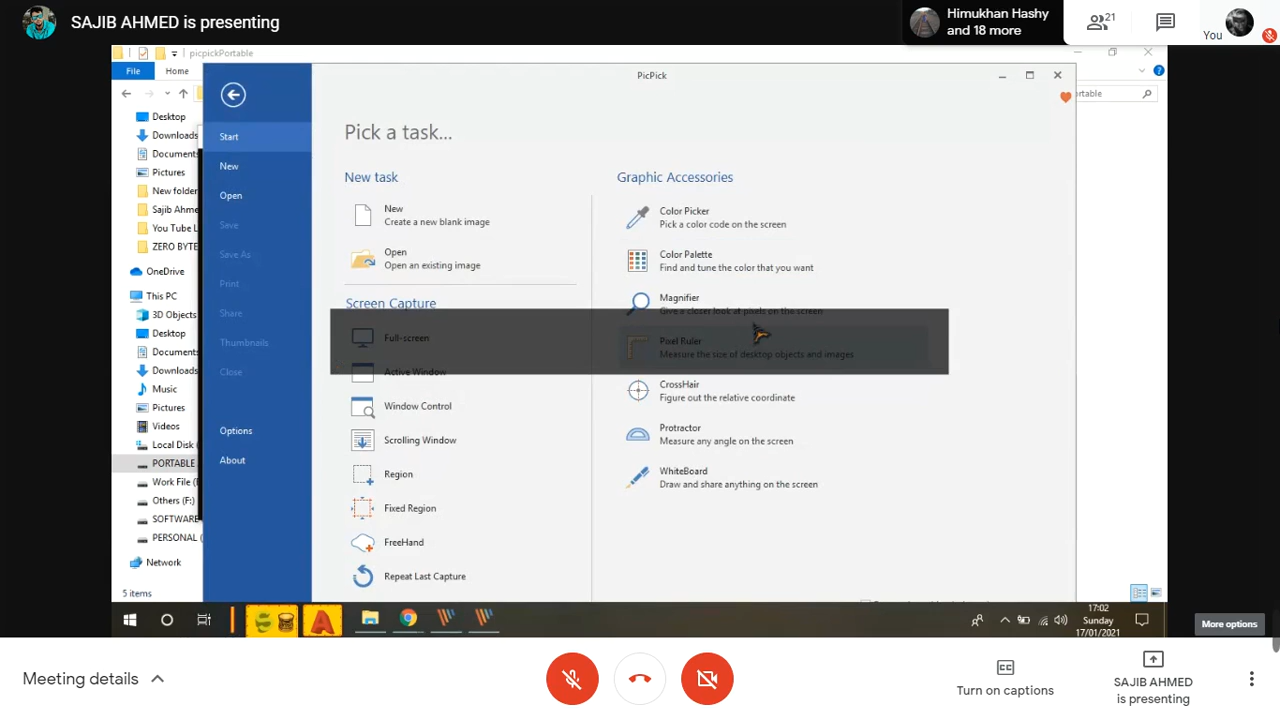 SAJIB AHMED is presenting
Himukhan Hashy
and 18 more
21
You
picpickPortable
File
Home
rtable
Desktop
Downloads
Documents
Pictures
New folder
Sajib Ahme
You Tube L
ZERO BYTE
OneDrive
This PC
3D Objects
Desktop
Documents
Downloads
Music
Pictures
Videos
Local Disk (
PORTABLE
Work File (
Others (F:)
SOFTWARE
PERSONAL (
Network
5 items
PicPick
Start
New
Open
Save
Save As
Print
Share
Thumbnails
Close
Options
About
Pick a task...
New task
New
Create a new blank image
Open
Open an existing image
Screen Capture
Full-screen
Active Window
Window Control
Scrolling Window
Region
Fixed Region
FreeHand
Repeat Last Capture
Graphic Accessories
Color Picker
Pick a color code on the screen
Color Palette
Find and tune the color that you want
Magnifier
Give a closer look at pixels on the screen
Pixel Ruler
Measure the size of desktop objects and images
CrossHair
Figure out the relative coordinate
Protractor
Measure any angle on the screen
WhiteBoard
Draw and share anything on the screen
A
17:02
Sunday
17/01/2021
More options
Meeting details
Turn on captions
SAJIB AHMED
is presenting